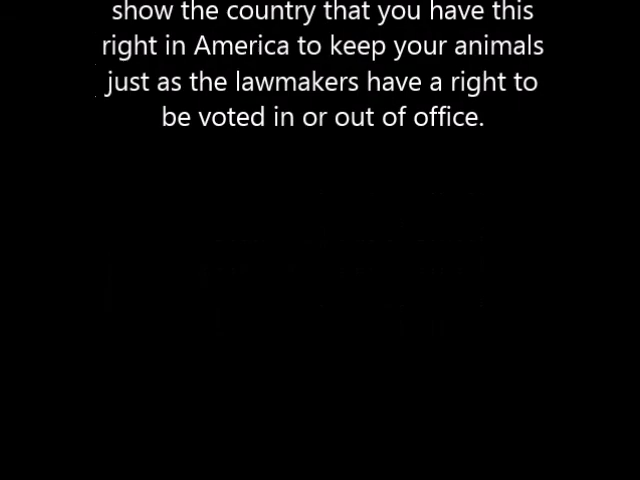 show the country that you have this
right in America to keep your animals
just as the lawmakers have a right to
be voted in or out of office.